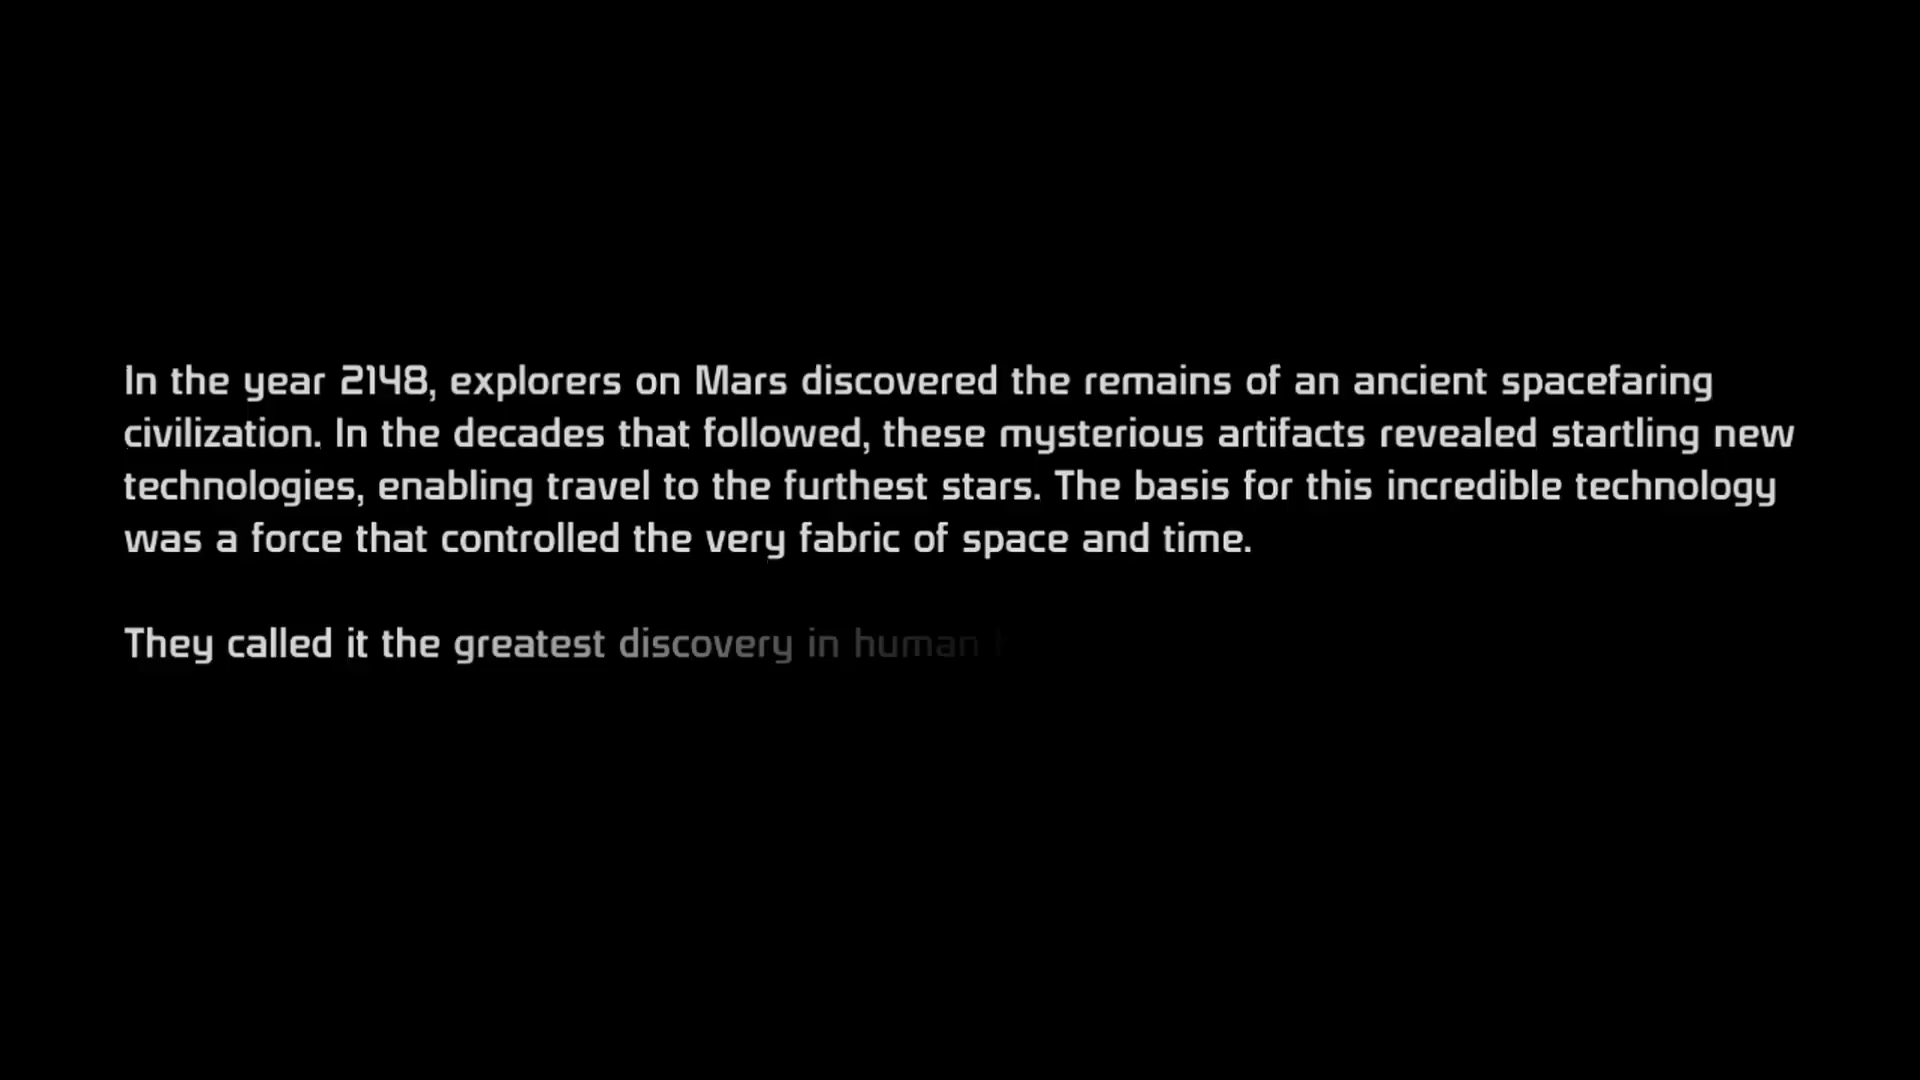 In the year 2148, explorers on Mars discovered the remains of an ancient spacefaring
civilization. In the decades that followed, these mysterious artifacts revealed startling new
technologies, enabling travel to the furthest stars. The basis for this incredible technology
was a force that controlled the very fabric of space and time.
They called it the greatest discovery in human